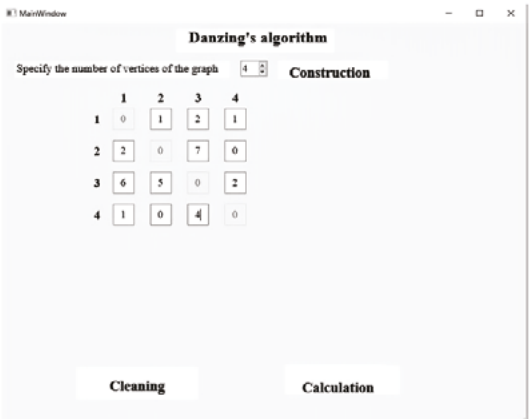 MainWindow
Danzing's algorithm
Specify the number of vertices of the graph 4 Construction
1 2 3 4
1 0 1 2 1
2 2 0 7 0
3 6 5 0 2
4 1 0 4 0
Cleaning Calculation